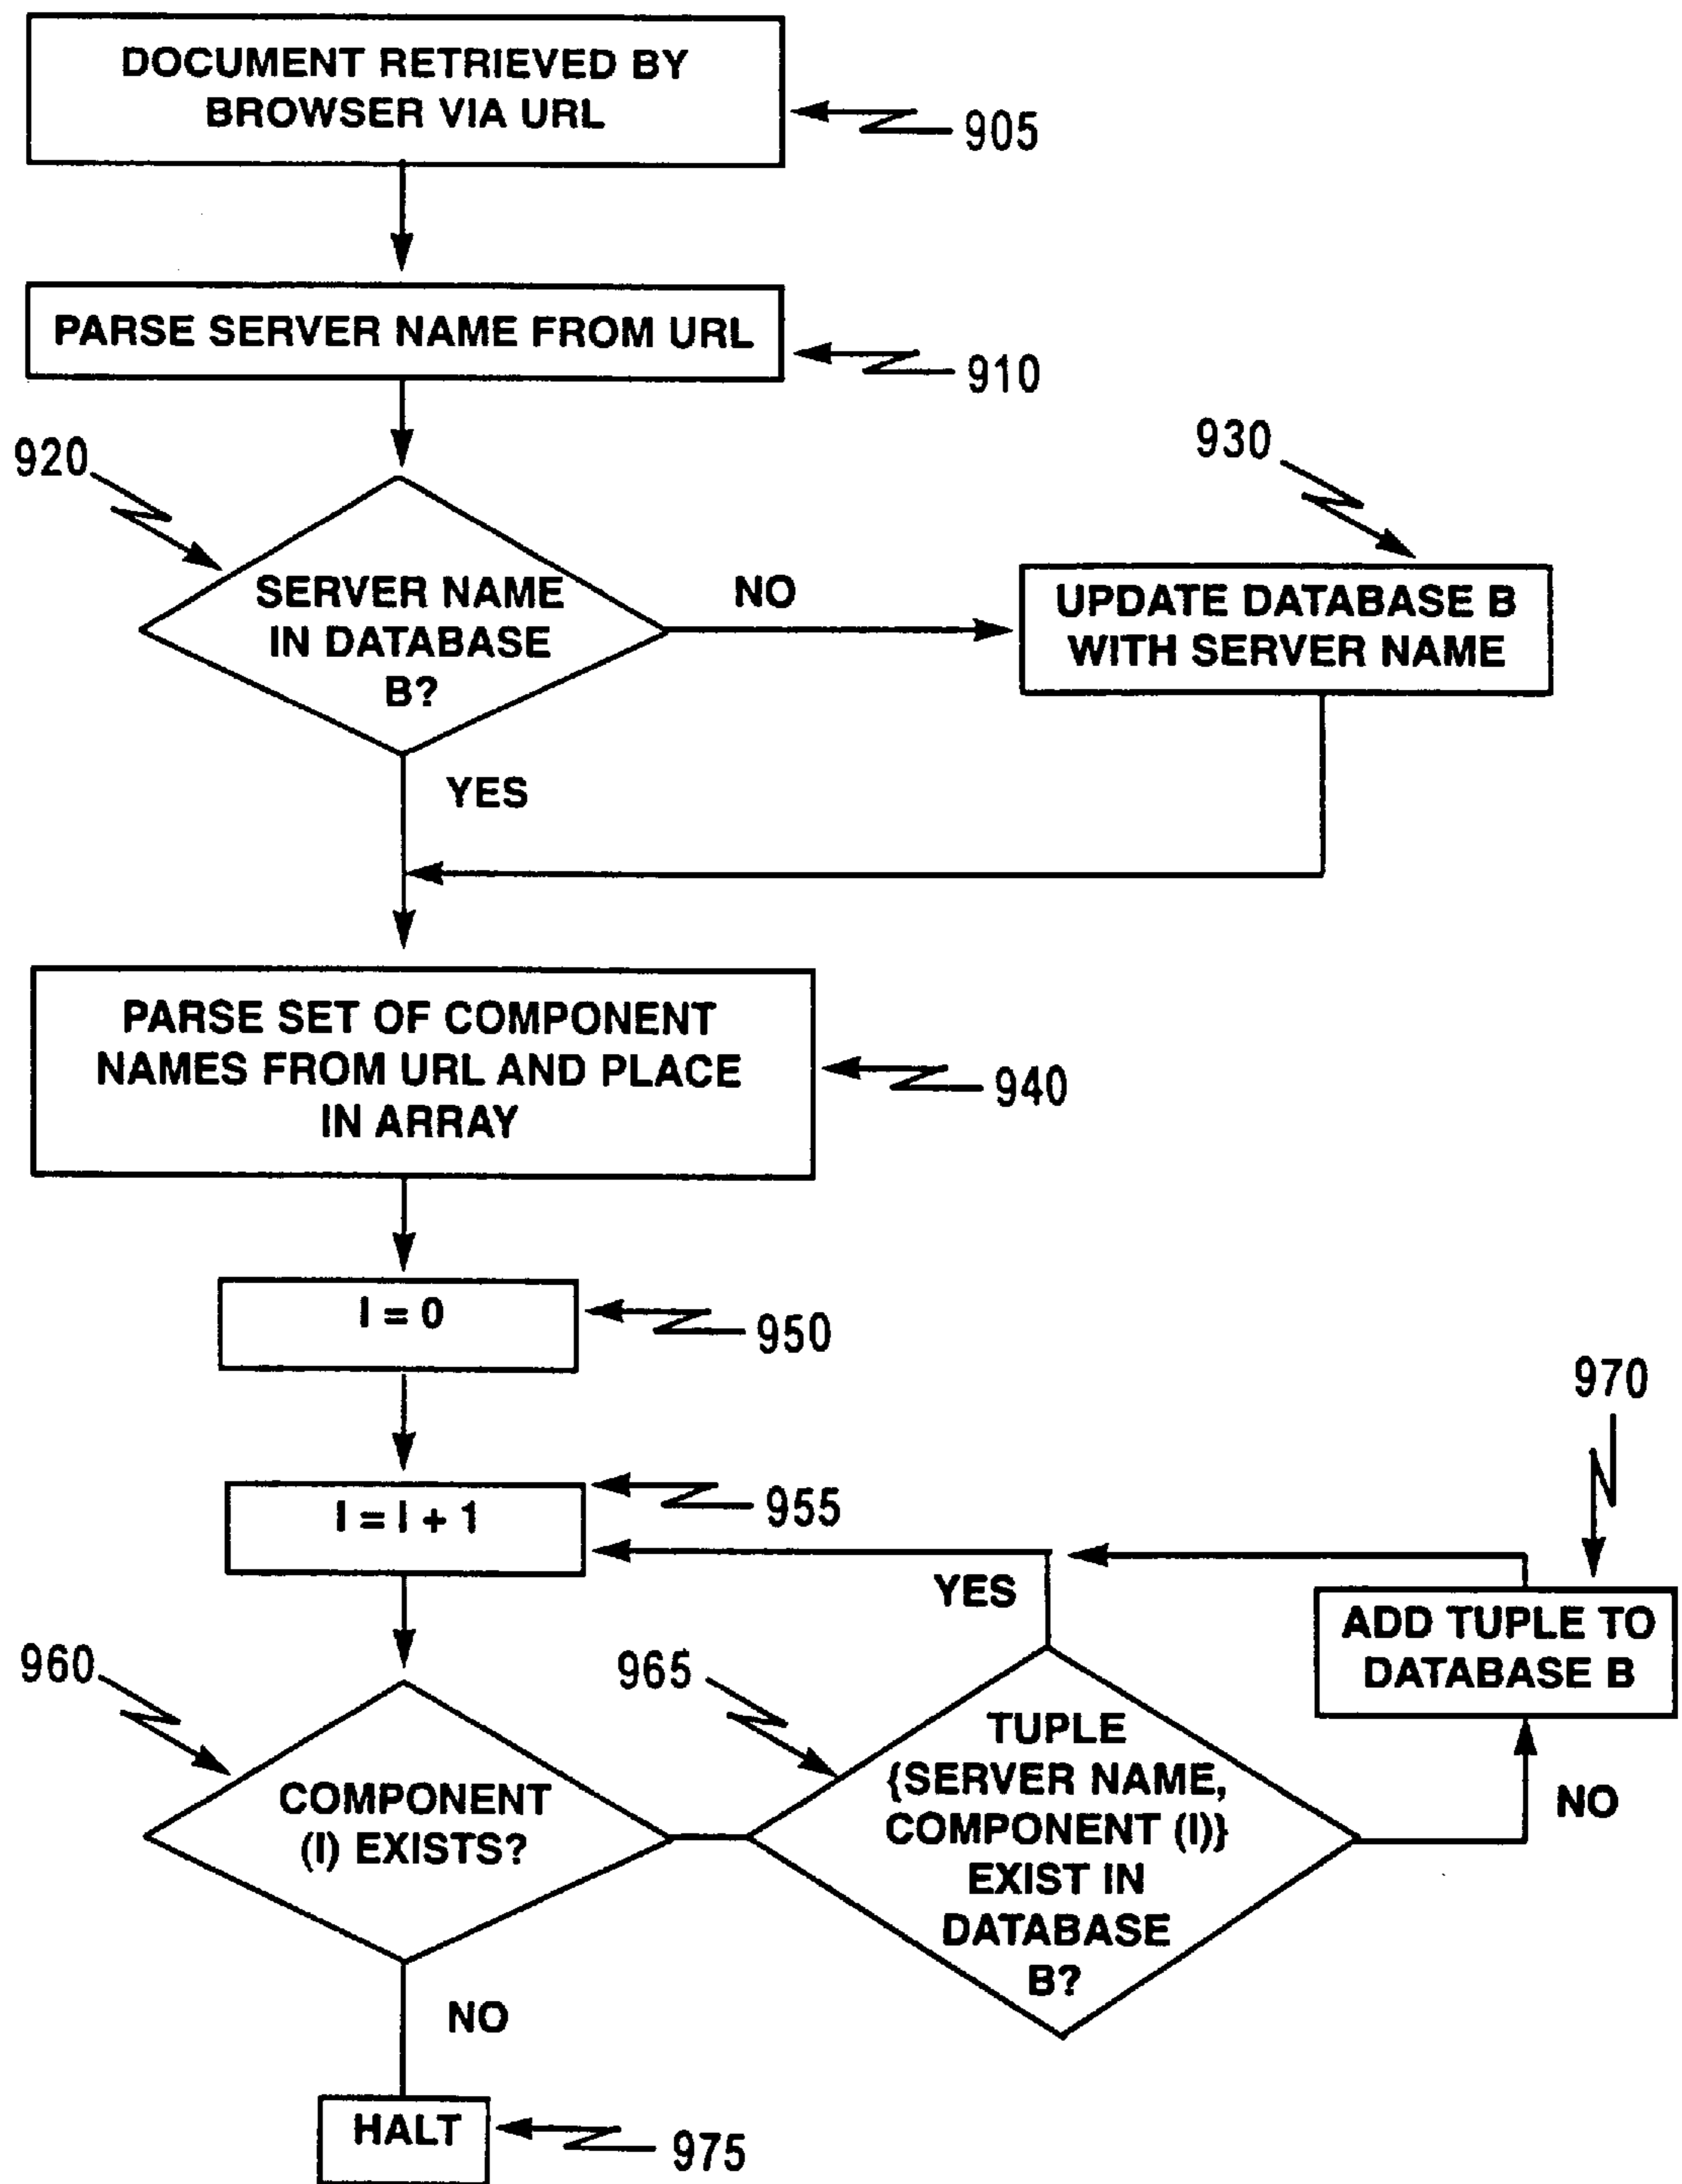 DOCUMENT RETRIEVED BY
BROWSER VIA URL
905
PARSE SERVER NAME FROM URL
910
920
SERVER NAME
IN DATABASE
B?
NO
930
UPDATE DATABASE B
WITH SERVER NAME
YES
PARSE SET OF COMPONENT
NAMES FROM URL AND PLACE
IN ARRAY
940
I = 0
950
I = I + 1
955
960
COMPONENT
(I) EXISTS?
965
TUPLE
{SERVER NAME,
COMPONENT (I)}
EXIST IN
DATABASE
B?
YES
970
ADD TUPLE TO
DATABASE B
NO
NO
HALT
975